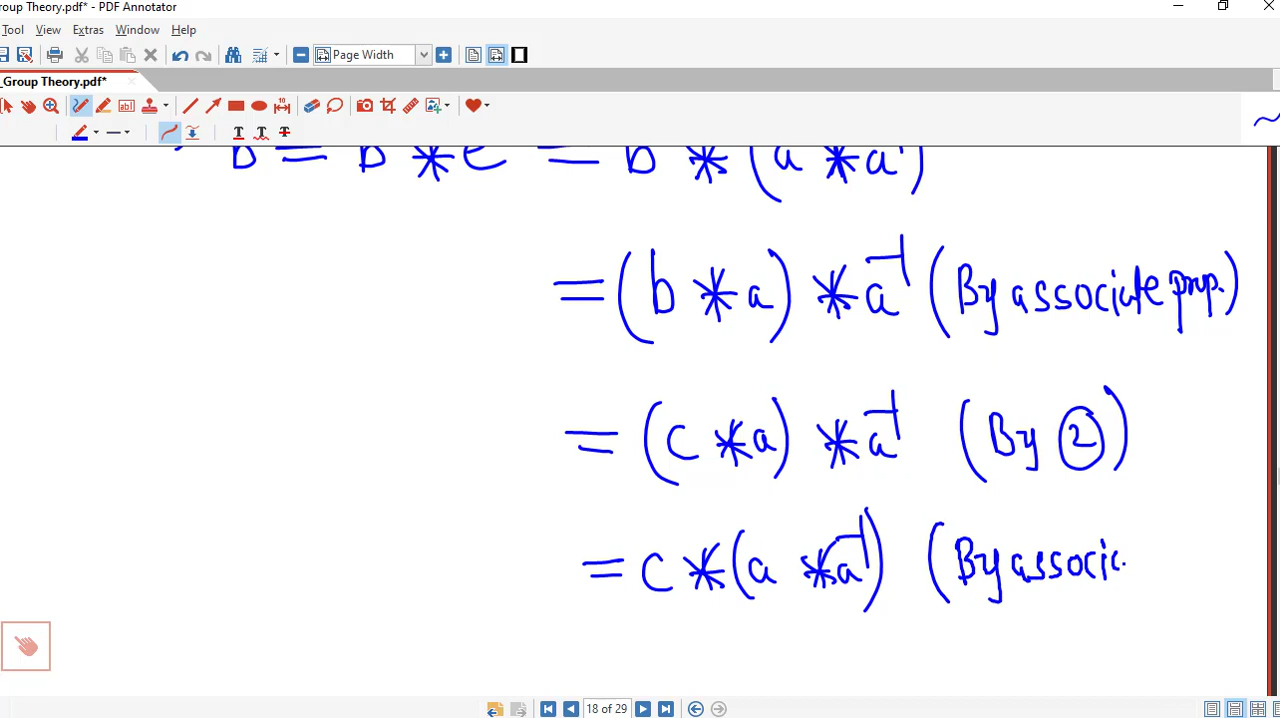 roup Theory.pdf* - PDF Annotator
Tool View Extras Window Help
Page Width
_Group Theory.pdf*
b = b * e = b * (a * a⁻¹)
= (b * a) * a⁻¹ (By associate prop.)
= (c * a) * a⁻¹ (By ②)
= c * (a * a⁻¹) (By associ
18 of 29